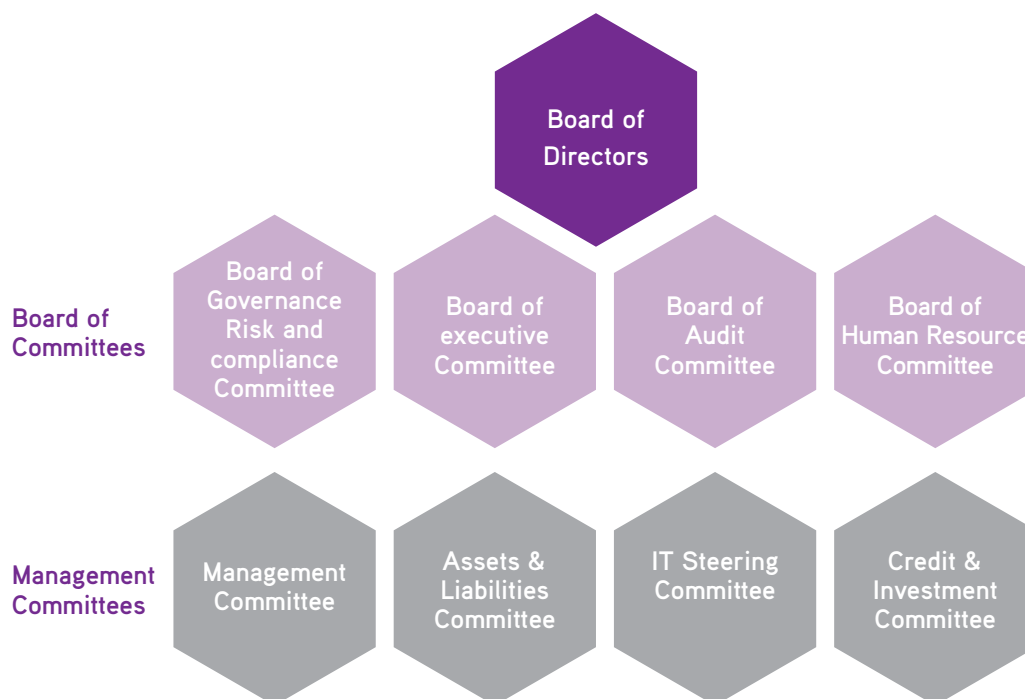 Board of
Directors
Board of
Committees
Board of
Governance
Risk and
compliance
Committee
Board of
executive
Committee
Board of
Audit
Committee
Board of
Human Resource
Committee
Management
Committees
Management
Committee
Assets &
Liabilities
Committee
IT Steering
Committee
Credit &
Investment
Committee